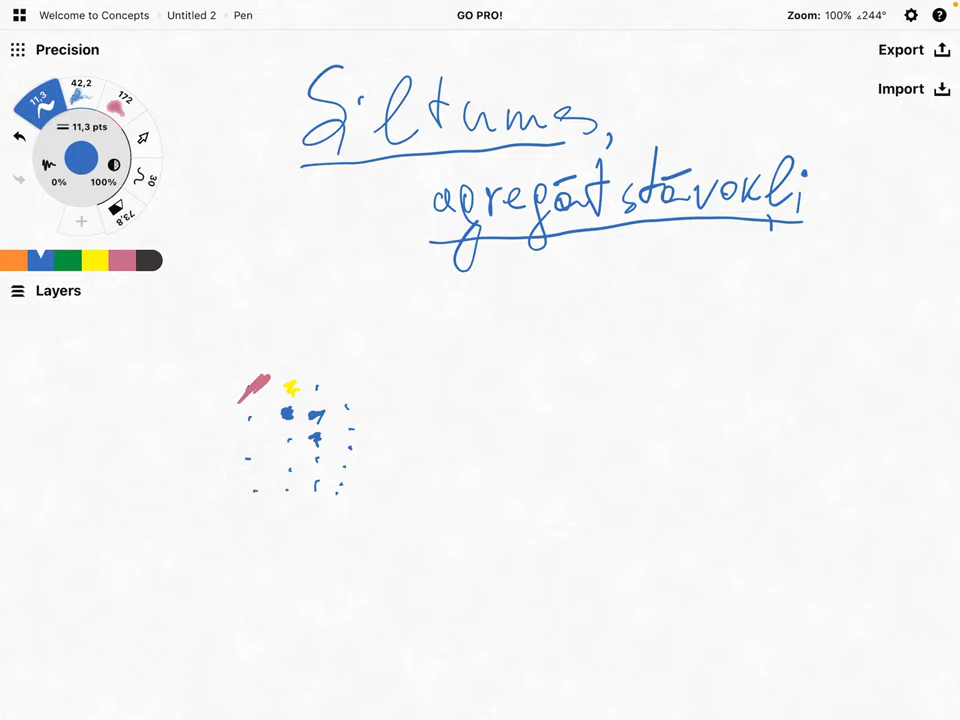 Welcome to Concepts › Untitled 2 › Pen
GO PRO!
Zoom: 100% ⊿244°
Precision
Export
Import
11,3
42,2
172
11,3 pts
0%
100%
30
73,8
Layers
Siltums,
agregātstāvokļi